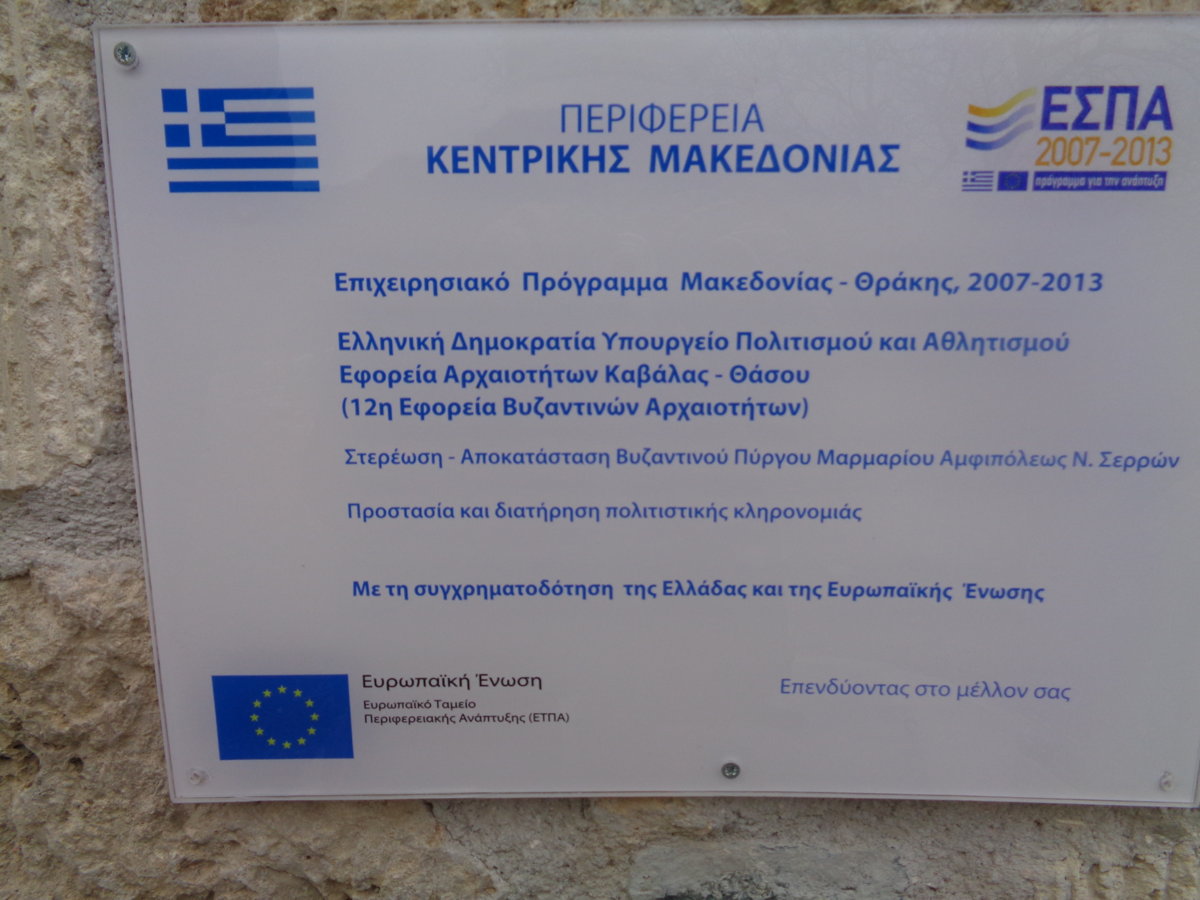 ΠΕΡΙΦΕΡΕΙΑ
ΚΕΝΤΡΙΚΗΣ ΜΑΚΕΔΟΝΙΑΣ
ΕΣΠΑ
2007-2013
πρόγραμμα για την ανάπτυξη
Επιχειρησιακό Πρόγραμμα Μακεδονίας - Θράκης, 2007-2013
Ελληνική Δημοκρατία Υπουργείο Πολιτισμού και Αθλητισμού
Εφορεία Αρχαιοτήτων Καβάλας - Θάσου
(12η Εφορεία Βυζαντινών Αρχαιοτήτων)
Στερέωση - Αποκατάσταση Βυζαντινού Πύργου Μαρμαρίου Αμφιπόλεως Ν. Σερρών
Προστασία και διατήρηση πολιτιστικής κληρονομιάς
Με τη συγχρηματοδότηση της Ελλάδας και της Ευρωπαϊκής Ένωσης
Ευρωπαϊκή Ένωση
Ευρωπαϊκό Ταμείο
Περιφερειακής Ανάπτυξης (ΕΤΠΑ)
Επενδύοντας στο μέλλον σας